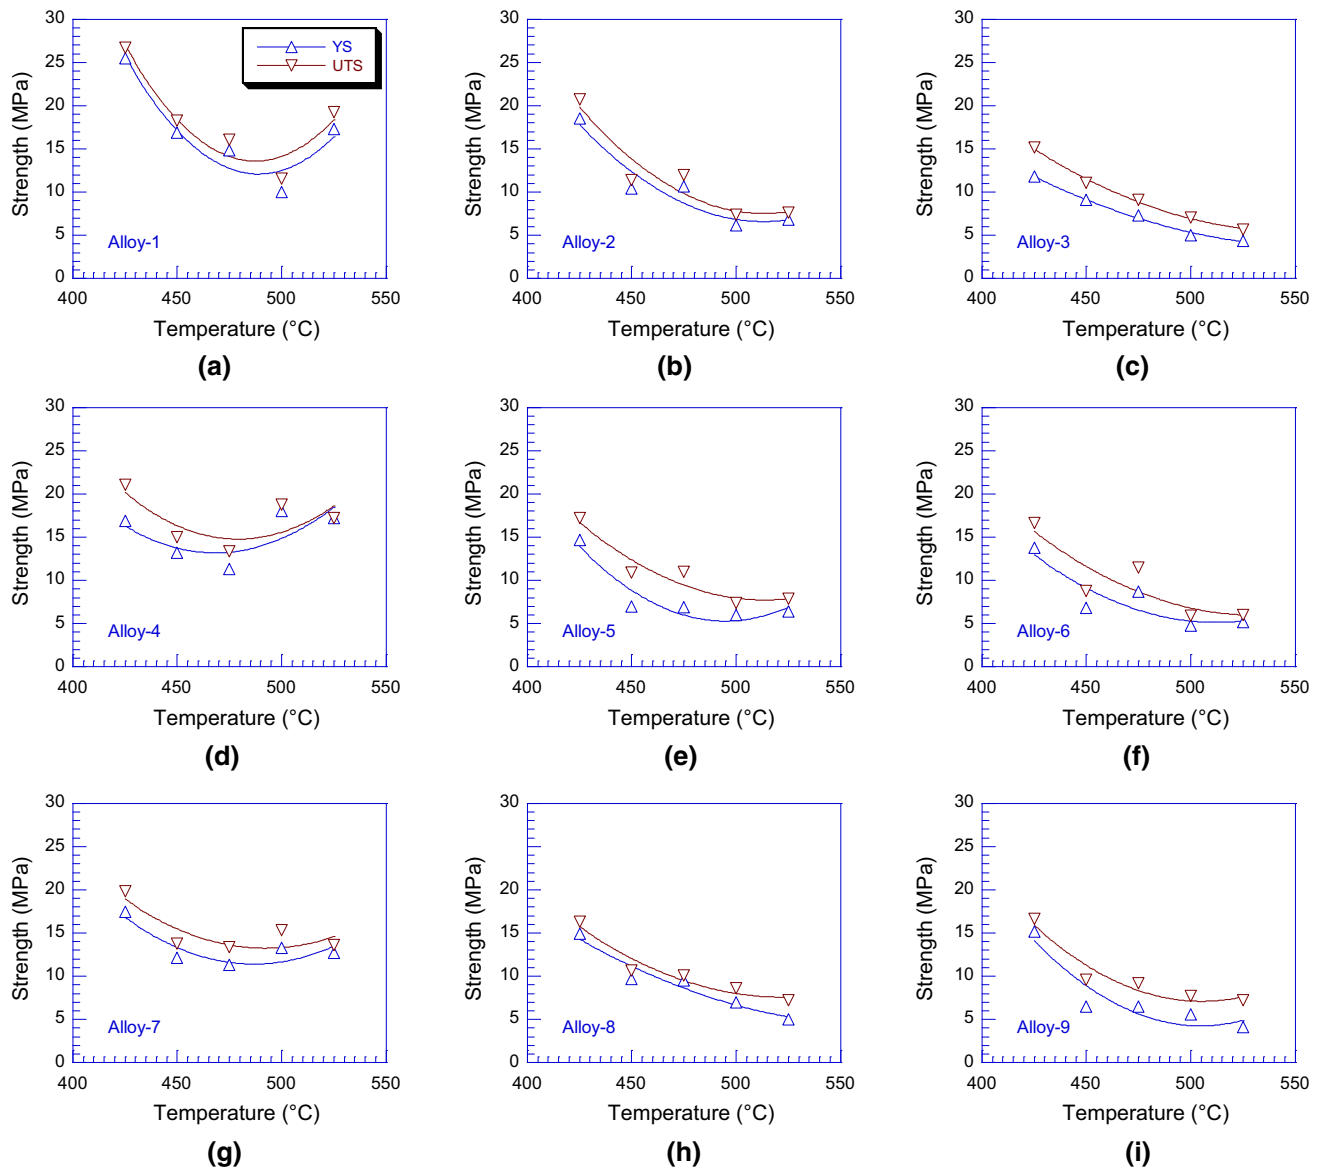 30
25
20
15
10
5
0
Strength (MPa)
YS
UTS
Alloy-1
400 450 500 550
Temperature (°C)
(a)
30
25
20
15
10
5
0
Strength (MPa)
Alloy-2
400 450 500 550
Temperature (°C)
(b)
30
25
20
15
10
5
0
Strength (MPa)
Alloy-3
400 450 500 550
Temperature (°C)
(c)
30
25
20
15
10
5
0
Strength (MPa)
Alloy-4
400 450 500 550
Temperature (°C)
(d)
30
25
20
15
10
5
0
Strength (MPa)
Alloy-5
400 450 500 550
Temperature (°C)
(e)
30
25
20
15
10
5
0
Strength (MPa)
Alloy-6
400 450 500 550
Temperature (°C)
(f)
30
25
20
15
10
5
0
Strength (MPa)
Alloy-7
400 450 500 550
Temperature (°C)
(g)
30
25
20
15
10
5
0
Strength (MPa)
Alloy-8
400 450 500 550
Temperature (°C)
(h)
30
25
20
15
10
5
0
Strength (MPa)
Alloy-9
400 450 500 550
Temperature (°C)
(i)